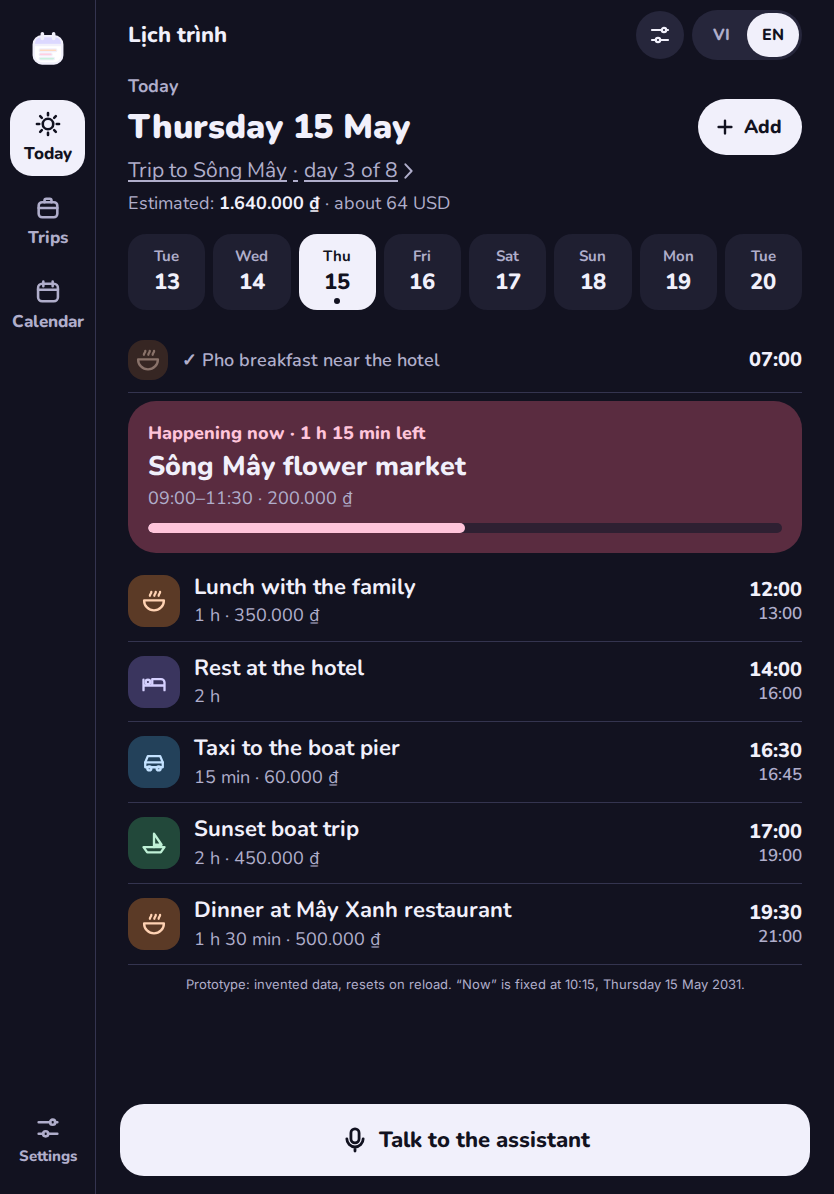 Lịch trình
VI
EN
Today
Trips
Calendar
Settings
Today
Thursday 15 May
+ Add
Trip to Sông Mây · day 3 of 8
Estimated: 1.640.000 ₫ · about 64 USD
Tue Wed Thu Fri Sat Sun Mon Tue
13 14 15 16 17 18 19 20
✓ Pho breakfast near the hotel 07:00
Happening now · 1 h 15 min left
Sông Mây flower market
09:00–11:30 · 200.000 ₫
Lunch with the family 12:00
1 h · 350.000 ₫ 13:00
Rest at the hotel 14:00
2 h 16:00
Taxi to the boat pier 16:30
15 min · 60.000 ₫ 16:45
Sunset boat trip 17:00
2 h · 450.000 ₫ 19:00
Dinner at Mây Xanh restaurant 19:30
1 h 30 min · 500.000 ₫ 21:00
Prototype: invented data, resets on reload. “Now” is fixed at 10:15, Thursday 15 May 2031.
Talk to the assistant